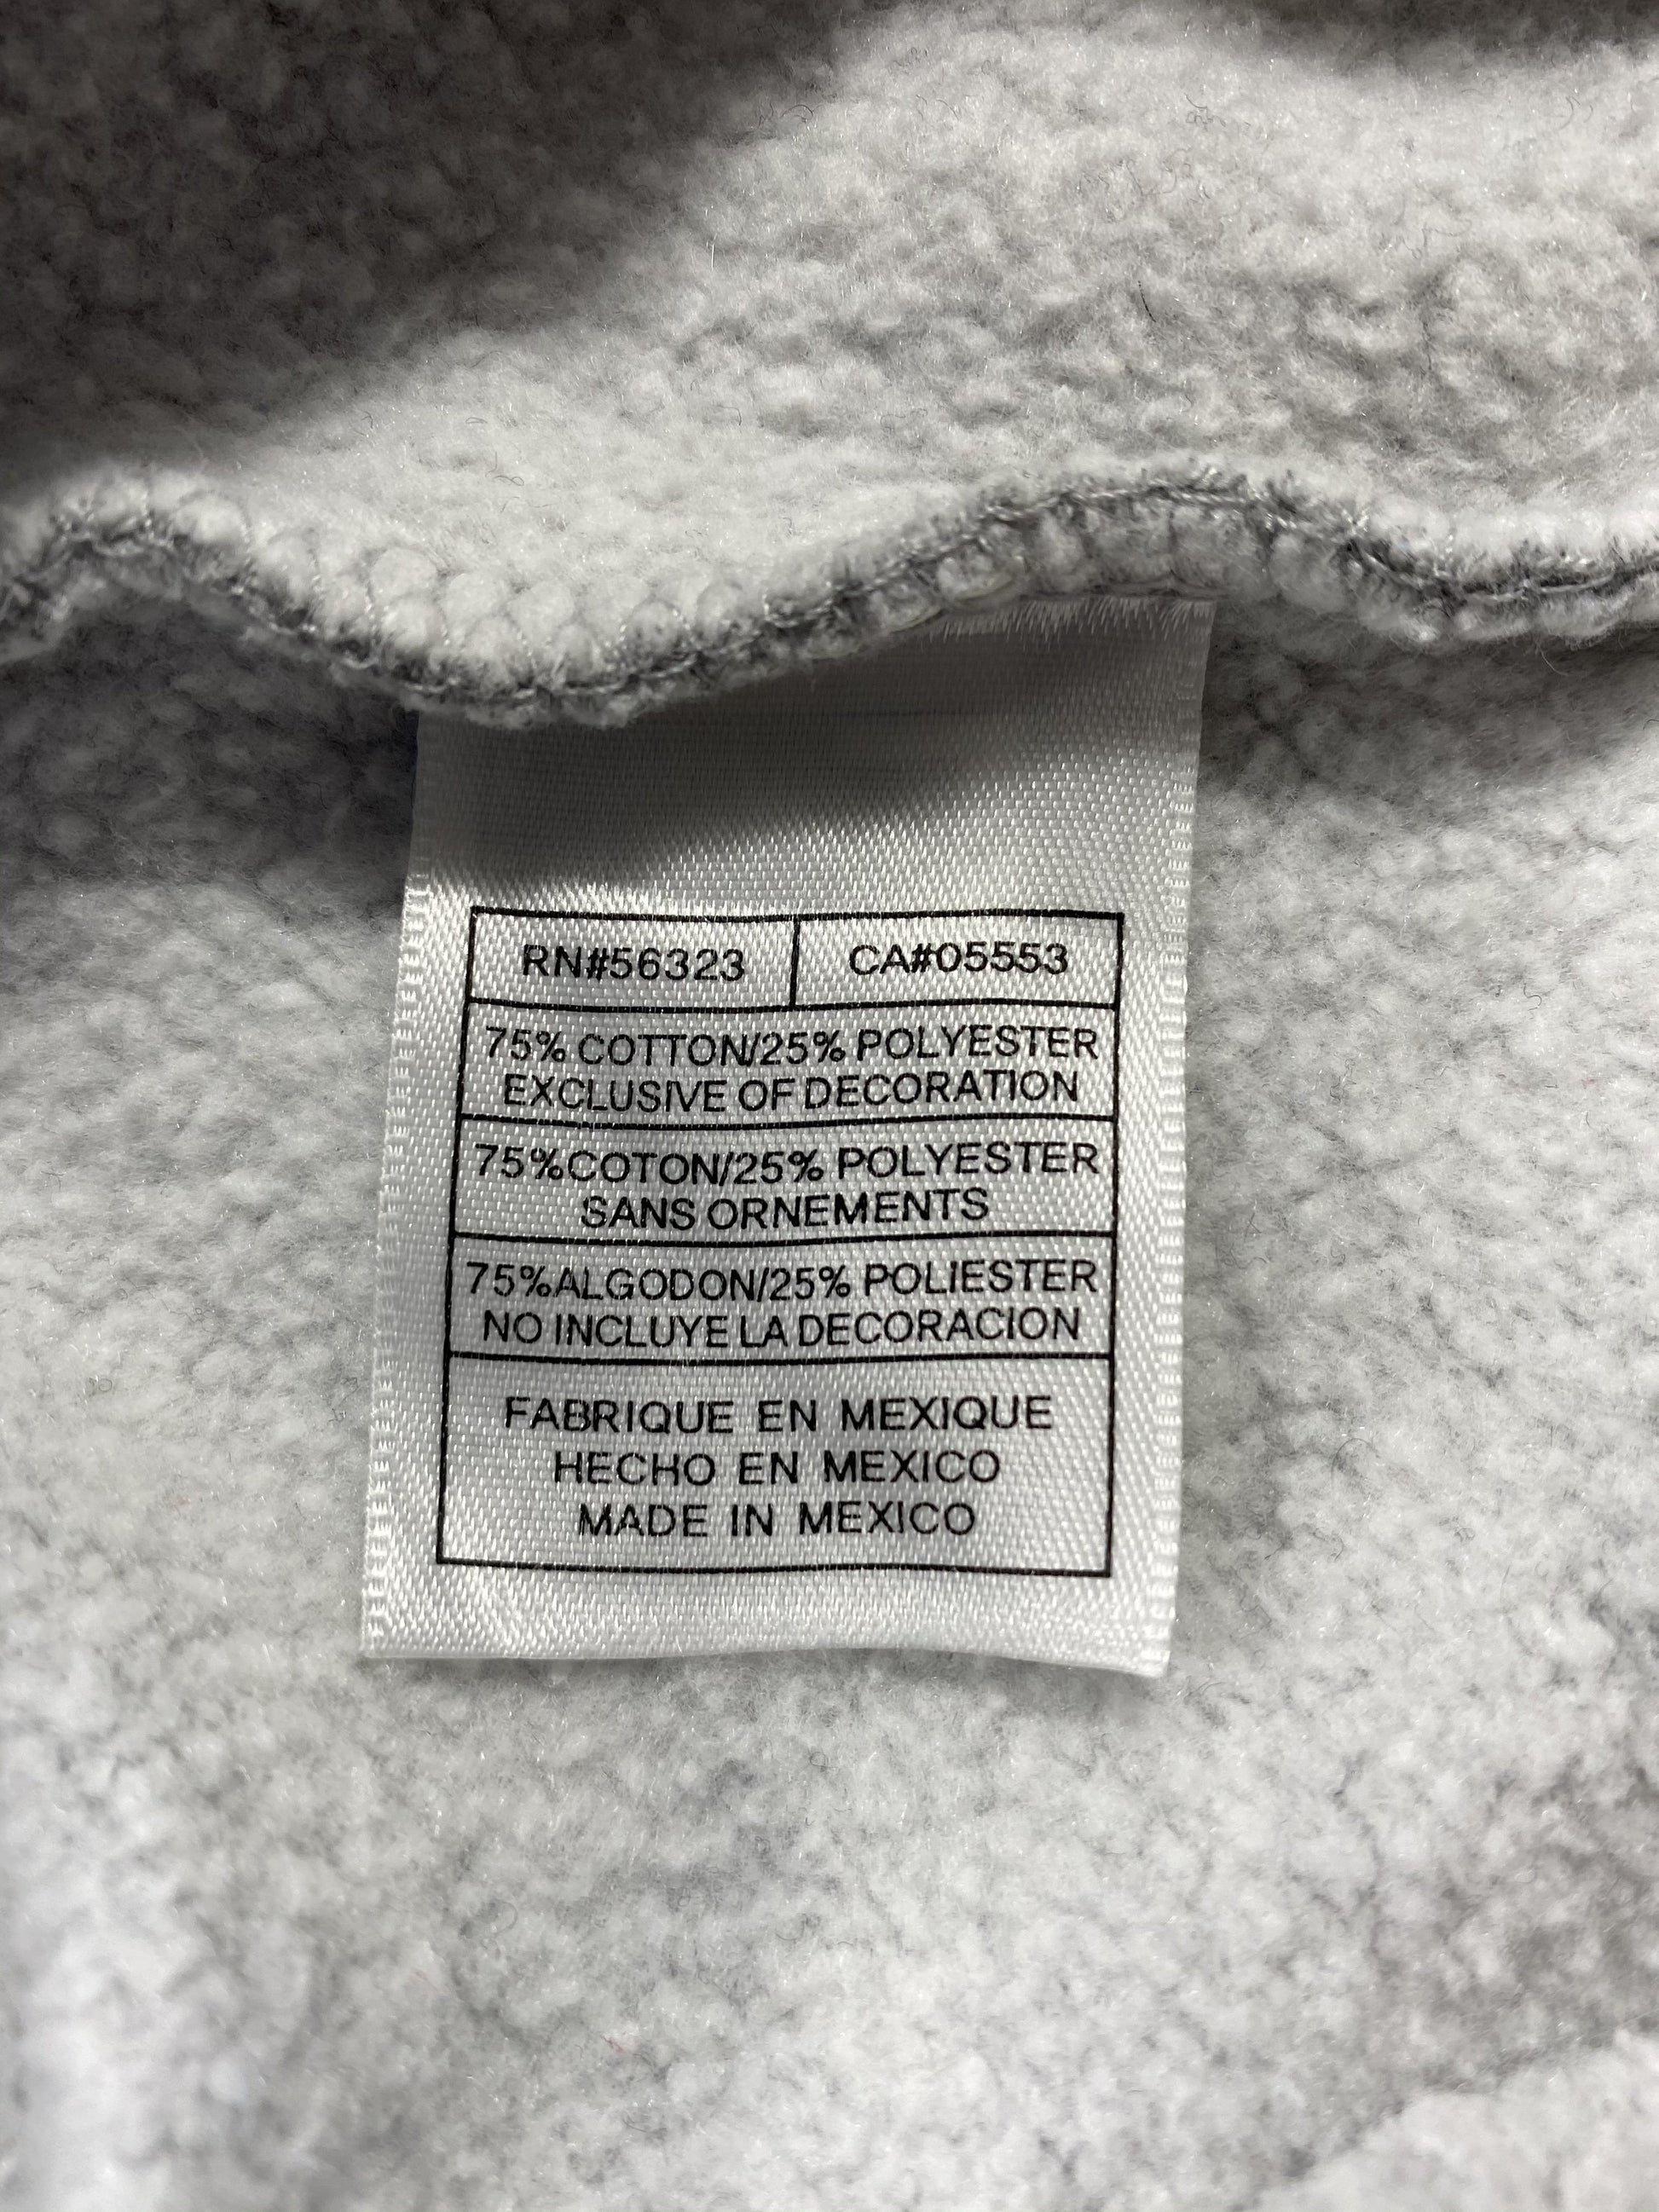 RN#56323 CA#05553
75% COTTON/25% POLYESTER
EXCLUSIVE OF DECORATION
75%COTON/25% POLYESTER
SANS ORNEMENTS
75%ALGODON/25% POLIESTER
NO INCLUYE LA DECORACION
FABRIQUE EN MEXIQUE
HECHO EN MEXICO
MADE IN MEXICO